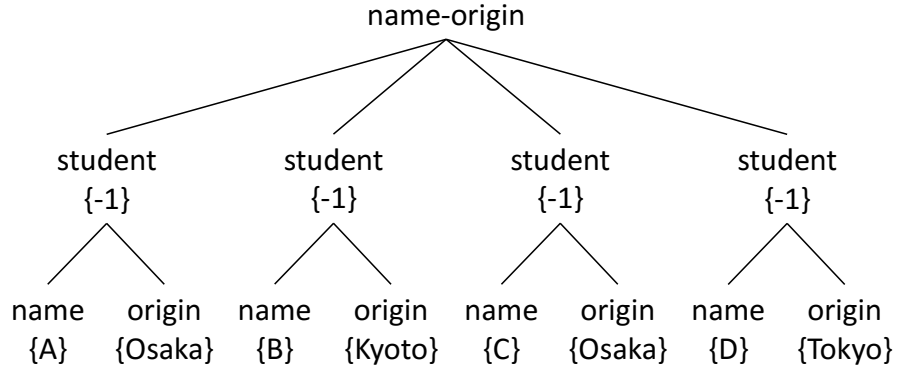 name-origin
student student student student
{-1} {-1} {-1} {-1}
name origin name origin name origin name origin
{A} {Osaka} {B} {Kyoto} {C} {Osaka} {D} {Tokyo}